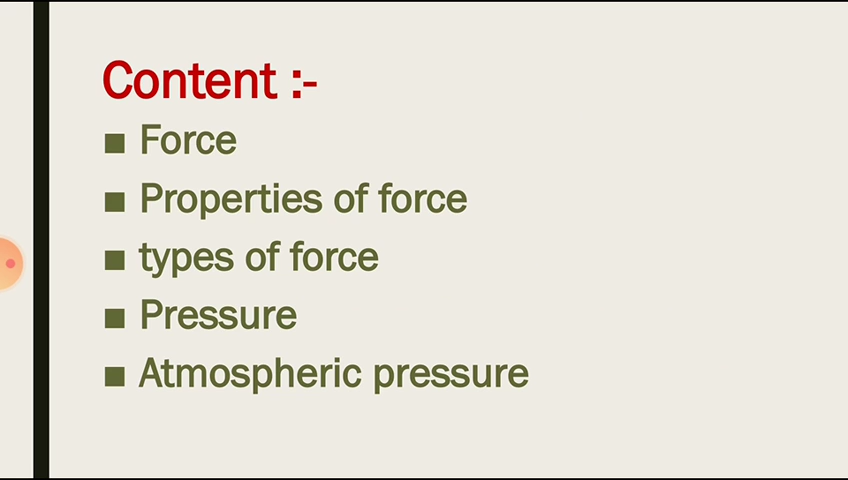 Content :-
■ Force
■ Properties of force
■ types of force
■ Pressure
■ Atmospheric pressure